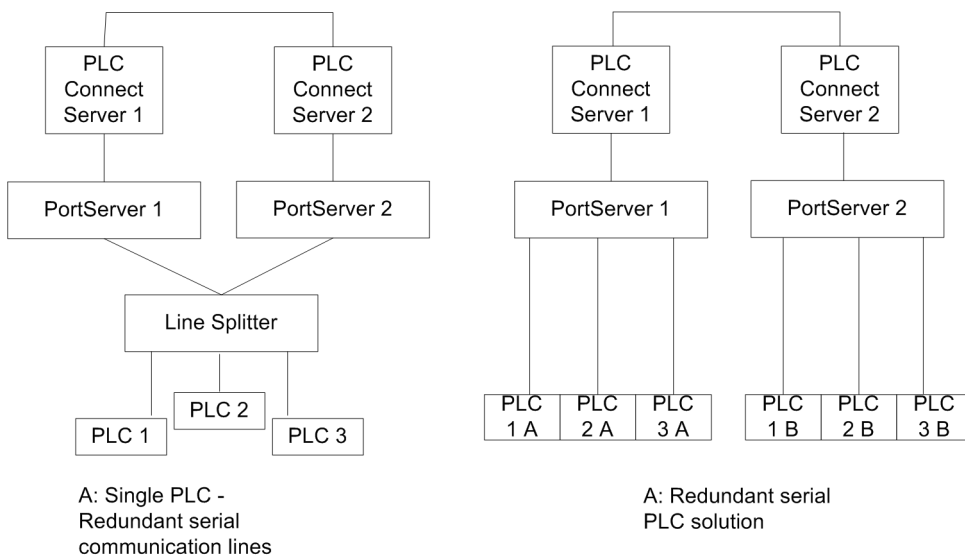 PLC
Connect
Server 1
PLC
Connect
Server 2
PortServer 1
PortServer 2
Line Splitter
PLC 1
PLC 2
PLC 3
A: Single PLC -
Redundant serial
communication lines
PLC
Connect
Server 1
PLC
Connect
Server 2
PortServer 1
PortServer 2
PLC
1 A
PLC
2 A
PLC
3 A
PLC
1 B
PLC
2 B
PLC
3 B
A: Redundant serial
PLC solution